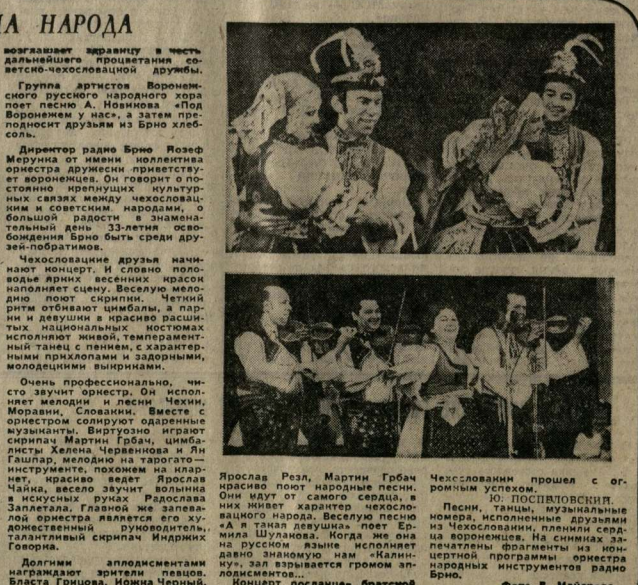 НАРОДА
возглашает здравицу в честь
дальнейшего процветания со-
ветско-чехословацкой дружбы.
Группа артистов Воронеж-
ского русского народного хора
поет песню А. Новикова «Под
Воронежем у нас», а затем пре-
подносит друзьям из Брно хлеб-
соль.
Директор радио Брно Йозеф
Мерунка от имени коллектива
оркестра дружески приветству-
ет воронежцев. Он говорит о по-
стоянно крепнущих культур-
ных связях между чехословац-
ким и советским народами, о
большой радости в знамена-
тельный день 33-летия осво-
бождения Брно быть среди дру-
зей-побратимов.
Чехословацкие друзья начи-
нают концерт. И словно поло-
водье ярких весенних красок
наполняет сцену. Веселую мело-
дию поют скрипки. Четкий
ритм отбивают цимбалы, а пар-
ни и девушки в красиво расши-
тых национальных костюмах
исполняют живой, темперамент-
ный танец с пением, с характер-
ными прихлопами и задорными,
молодецкими выкриками.
Очень профессионально, чи-
сто звучит оркестр. Он испол-
няет мелодии и песни Чехии,
Моравии, Словакии. Вместе с
оркестром солируют одаренные
музыканты. Виртуозно играют
скрипач Мартин Грбач, цимба-
листы Хелена Червенкова и Ян
Гашпар, мелодию на тарогато—
инструменте, похожем на клар-
нет, красиво ведет Ярослав
Чайка, весело звучит волынка
в искусных руках Радослава
Заплетала. Главной же запева-
лой оркестра является его ху-
дожественный руководитель,
талантливый скрипач Индржих
Говорка.
Долгими аплодисментами
награждают зрители певцов.
Власта Грицова, Йожка Черный,
Ярослав Резл, Мартин Грбач
красиво поют народные песни.
Они идут от самого сердца, в
них живет характер чехосло-
вацкого народа. Веселую песню
«А я такая девушка» поет Ер-
мила Шулакова. Когда же она
на русском языке исполняет
давно знакомую нам «Калин-
ку», зал взрывается громом ап-
лодисментов...
Концерт посланцев братской
Чехословакии прошел с ог-
ромным успехом.
Ю. ПОСПЕЛОВСКИЙ.
Песни, танцы, музыкальные
номера, исполненные друзьями
из Чехословакии, пленили серд-
ца воронежцев. На снимках за-
печатлены фрагменты из кон-
цертной программы оркестра
народных инструментов радио
Брно.